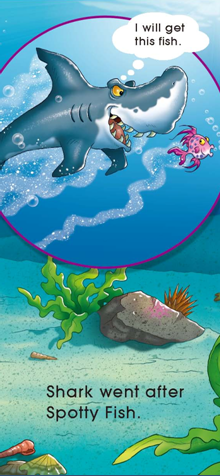 I will get
this fish.
Shark went after
Spotty Fish.